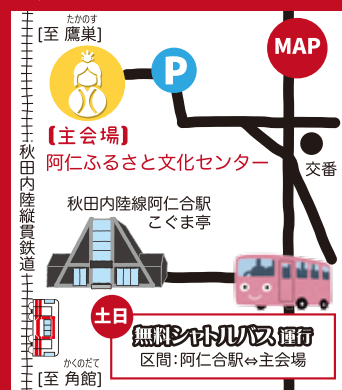 たかのす
[至 鷹巣]
MAP
P
[主会場]
阿仁ふるさと文化センター
交番
秋田内陸縦貫鉄道
秋田内陸線阿仁合駅
こぐま亭
土日
無料シャトルバス 運行
区間：阿仁合駅⇔主会場
かくのだて
[至 角館]